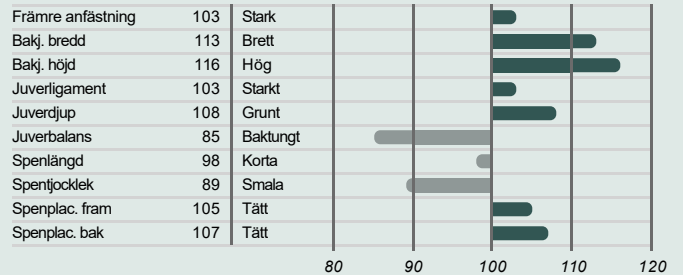 Främre anfästning 103 Stark
Bakj. bredd 113 Brett
Bakj. höjd 116 Hög
Juverligament 103 Starkt
Juverdjup 108 Grunt
Juverbalans 85 Baktungt
Spenlängd 98 Korta
Spentjocklek 89 Smala
Spenplac. fram 105 Tätt
Spenplac. bak 107 Tätt
80 90 100 110 120